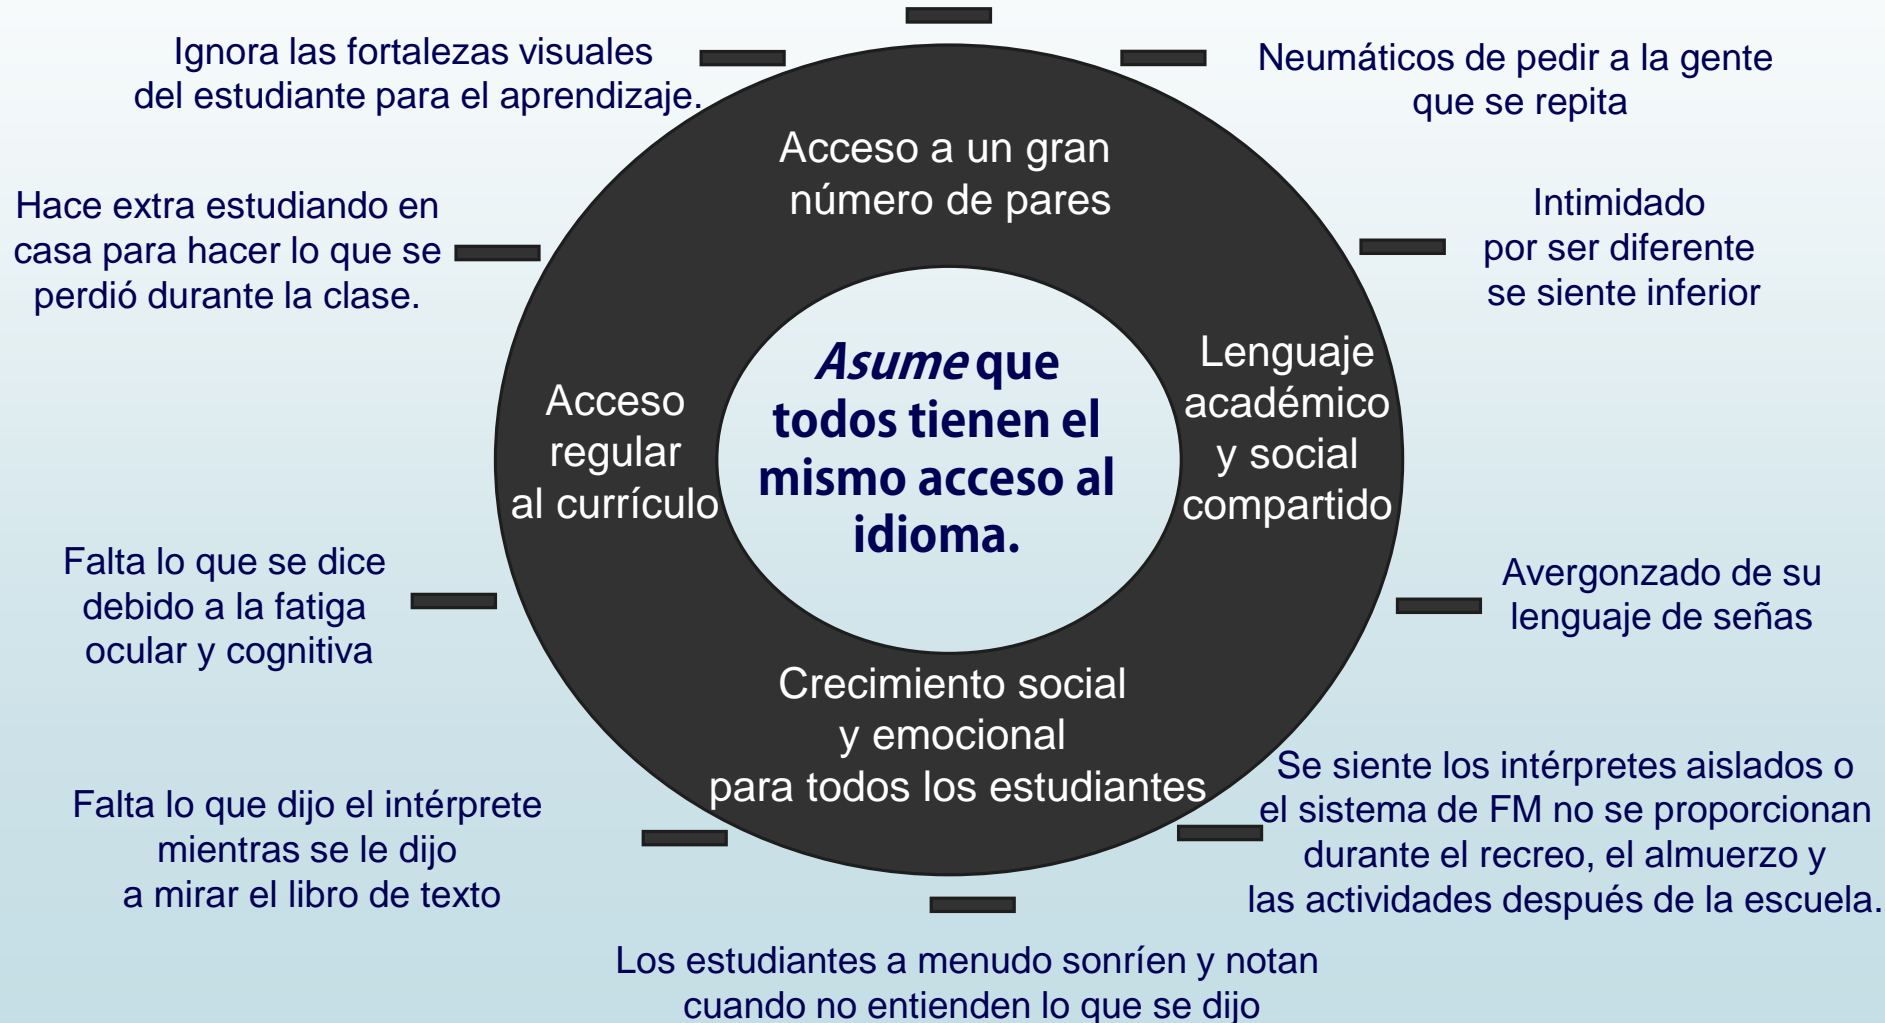 Ignora las fortalezas visuales
del estudiante para el aprendizaje.
Neumáticos de pedir a la gente
que se repita
Acceso a un gran
número de pares
Hace extra estudiando en
casa para hacer lo que se
perdió durante la clase.
Intimidado
por ser diferente
se siente inferior
Acceso
regular
al currículo
Asume que
todos tienen el
mismo acceso al
idioma.
Lenguaje
académico
y social
compartido
Falta lo que se dice
debido a la fatiga
ocular y cognitiva
Avergonzado de su
lenguaje de señas
Crecimiento social
y emocional
para todos los estudiantes
Falta lo que dijo el intérprete
mientras se le dijo
a mirar el libro de texto
Se siente los intérpretes aislados o
el sistema de FM no se proporcionan
durante el recreo, el almuerzo y
las actividades después de la escuela.
Los estudiantes a menudo sonríen y notan
cuando no entienden lo que se dijo